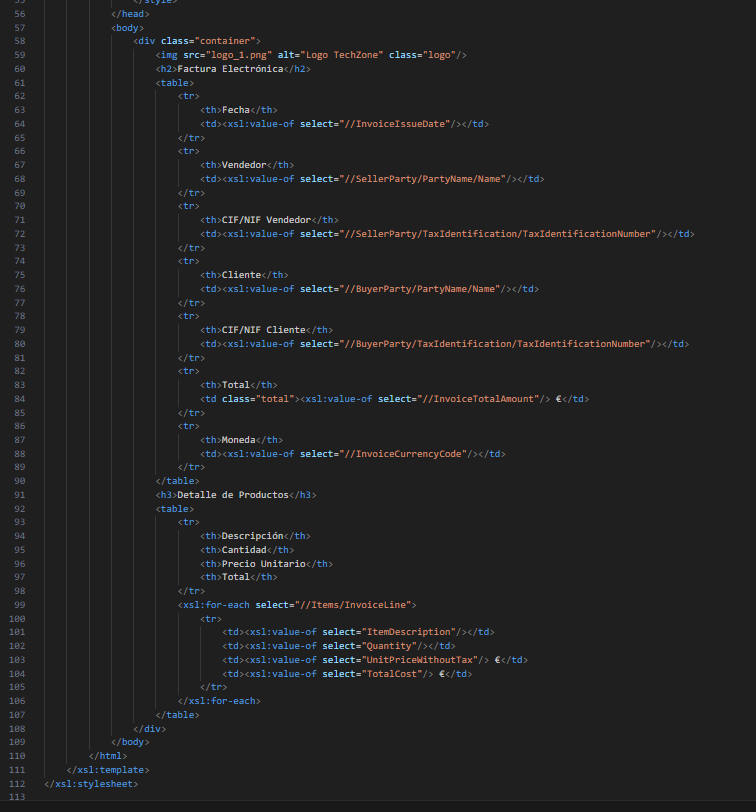 55 </style>
56 </head>
57 <body>
58 <div class="container">
59 <img src="logo_1.png" alt="Logo TechZone" class="logo"/>
60 <h2>Factura Electrónica</h2>
61 <table>
62 <tr>
63 <th>Fecha</th>
64 <td><xsl:value-of select="//InvoiceIssueDate"/></td>
65 </tr>
66 <tr>
67 <th>Vendedor</th>
68 <td><xsl:value-of select="//SellerParty/PartyName/Name"/></td>
69 </tr>
70 <tr>
71 <th>CIF/NIF Vendedor</th>
72 <td><xsl:value-of select="//SellerParty/TaxIdentification/TaxIdentificationNumber"/></td>
73 </tr>
74 <tr>
75 <th>Cliente</th>
76 <td><xsl:value-of select="//BuyerParty/PartyName/Name"/></td>
77 </tr>
78 <tr>
79 <th>CIF/NIF Cliente</th>
80 <td><xsl:value-of select="//BuyerParty/TaxIdentification/TaxIdentificationNumber"/></td>
81 </tr>
82 <tr>
83 <th>Total</th>
84 <td class="total"><xsl:value-of select="//InvoiceTotalAmount"/> €</td>
85 </tr>
86 <tr>
87 <th>Moneda</th>
88 <td><xsl:value-of select="//InvoiceCurrencyCode"/></td>
89 </tr>
90 </table>
91 <h3>Detalle de Productos</h3>
92 <table>
93 <tr>
94 <th>Descripción</th>
95 <th>Cantidad</th>
96 <th>Precio Unitario</th>
97 <th>Total</th>
98 </tr>
99 <xsl:for-each select="//Items/InvoiceLine">
100 <tr>
101 <td><xsl:value-of select="ItemDescription"/></td>
102 <td><xsl:value-of select="Quantity"/></td>
103 <td><xsl:value-of select="UnitPriceWithoutTax"/> €</td>
104 <td><xsl:value-of select="TotalCost"/> €</td>
105 </tr>
106 </xsl:for-each>
107 </table>
108 </div>
109 </body>
110 </html>
111 </xsl:template>
112 </xsl:stylesheet>
113